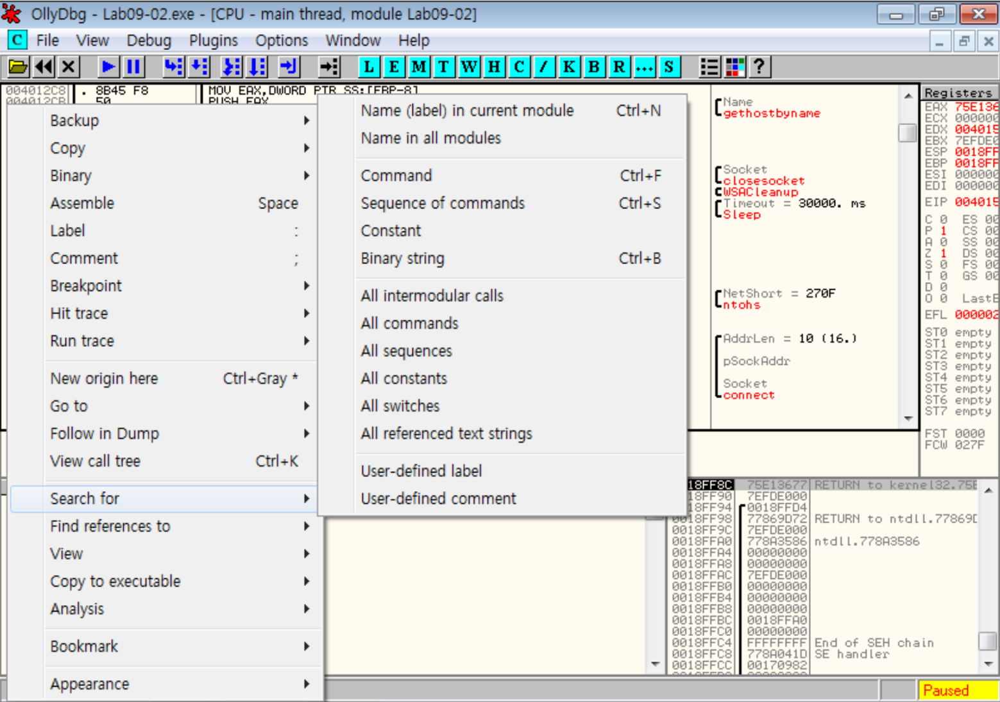 OllyDbg - Lab09-02.exe - [CPU - main thread, module Lab09-02]
C File View Debug Plugins Options Window Help
L E M T W H C / K B R ... S ?
004012C8 . 8B45 F8 MOV EAX,DWORD PTR SS:[EBP-8]
004012CB . 50 PUSH EAX
Backup
Copy
Binary
Assemble Space
Label :
Comment ;
Breakpoint
Hit trace
Run trace
New origin here Ctrl+Gray *
Go to
Follow in Dump
View call tree Ctrl+K
Search for
Find references to
View
Copy to executable
Analysis
Bookmark
Appearance
Name (label) in current module Ctrl+N
Name in all modules
Command Ctrl+F
Sequence of commands Ctrl+S
Constant
Binary string Ctrl+B
All intermodular calls
All commands
All sequences
All constants
All switches
All referenced text strings
User-defined label
User-defined comment
Name
gethostbyname
Socket
closesocket
WSACleanup
Timeout = 30000. ms
Sleep
NetShort = 270F
ntohs
AddrLen = 10 (16.)
pSockAddr
Socket
connect
Registers
EAX 75E136
ECX 000000
EDX 004015
EBX 7EFDE0
ESP 0018FF
EBP 0018FF
ESI 000000
EDI 000000
EIP 004015
C 0 ES 00
P 1 CS 00
A 0 SS 00
Z 1 DS 00
S 0 FS 00
T 0 GS 00
D 0
O 0 LastE
EFL 000002
ST0 empty
ST1 empty
ST2 empty
ST3 empty
ST4 empty
ST5 empty
ST6 empty
ST7 empty
FST 0000
FCW 027F
18FF8C 75E13677 RETURN to kernel32.75E
18FF90 7EFDE000
18FF94 0018FFD4
0018FF98 77869D72 RETURN to ntdll.77869D
0018FF9C 7EFDE000
0018FFA0 778A3586 ntdll.778A3586
0018FFA4 00000000
0018FFA8 00000000
0018FFAC 7EFDE000
0018FFB0 00000000
0018FFB4 00000000
0018FFB8 00000000
0018FFBC 0018FFA0
0018FFC0 00000000
0018FFC4 FFFFFFFF End of SEH chain
0018FFC8 778A041D SE handler
0018FFCC 00170982
Paused